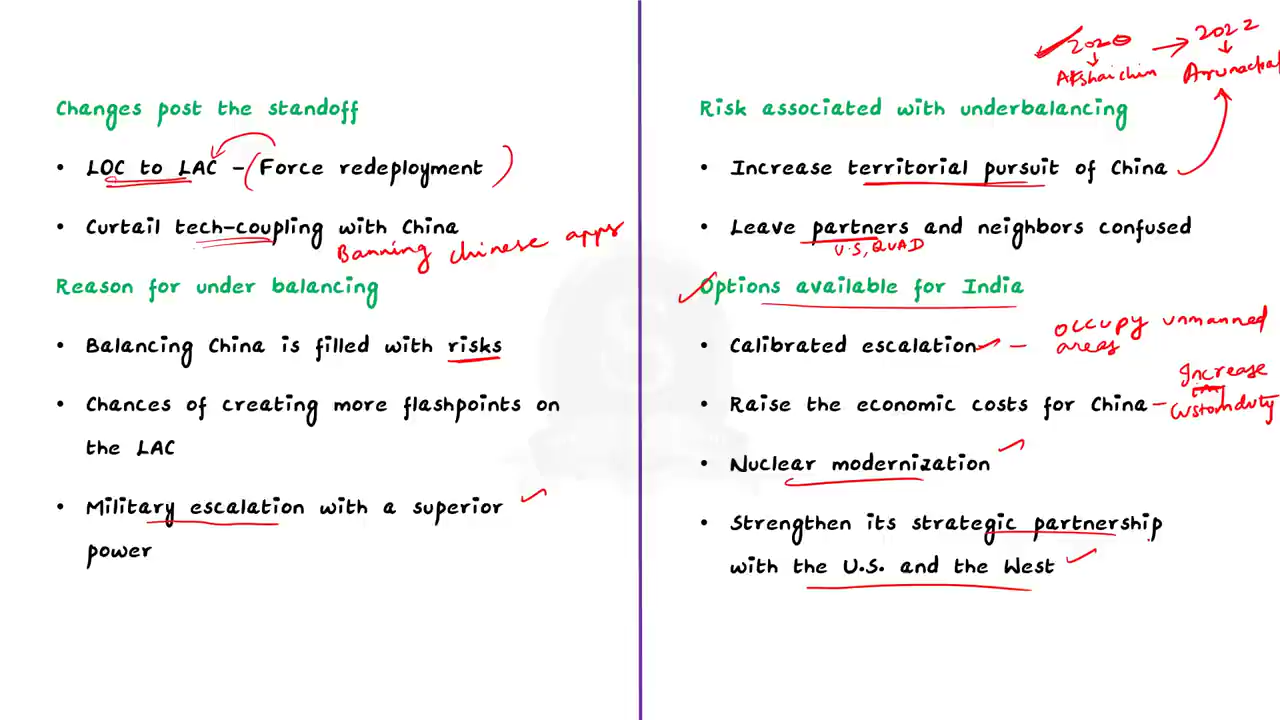 Changes post the standoff
• LOC to LAC - (Force redeployment)
• Curtail tech-coupling with China
Banning chinese apps
Reason for under balancing
• Balancing China is filled with risks
• Chances of creating more flashpoints on
the LAC
• Military escalation with a superior
power
2020 → 2022
Akshaichin Arunachal
Risk associated with underbalancing
• Increase territorial pursuit of China
• Leave partners and neighbors confused
U.S, QUAD
Options available for India
• Calibrated escalation - occupy unmanned
areas
• Raise the economic costs for China - Increase
customduty
• Nuclear modernization
• Strengthen its strategic partnership
with the U.S. and the West